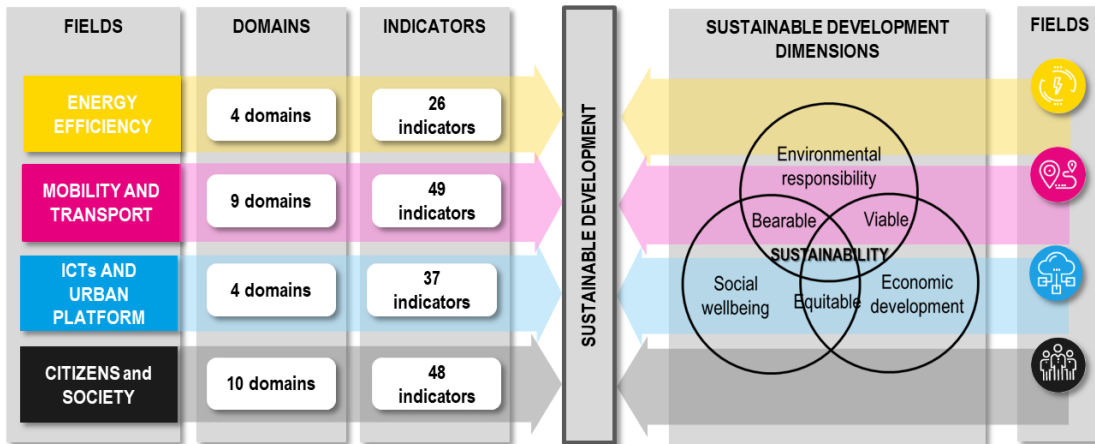 FIELDS
DOMAINS
INDICATORS
ENERGY
EFFICIENCY
4 domains
26
indicators
MOBILITY AND
TRANSPORT
9 domains
49
indicators
ICTs AND
URBAN
PLATFORM
4 domains
37
indicators
CITIZENS and
SOCIETY
10 domains
48
indicators
SUSTAINABLE DEVELOPMENT
SUSTAINABLE DEVELOPMENT
DIMENSIONS
Environmental
responsibility
Bearable
Viable
SUSTAINABILITY
Social
wellbeing
Equitable
Economic
development
FIELDS